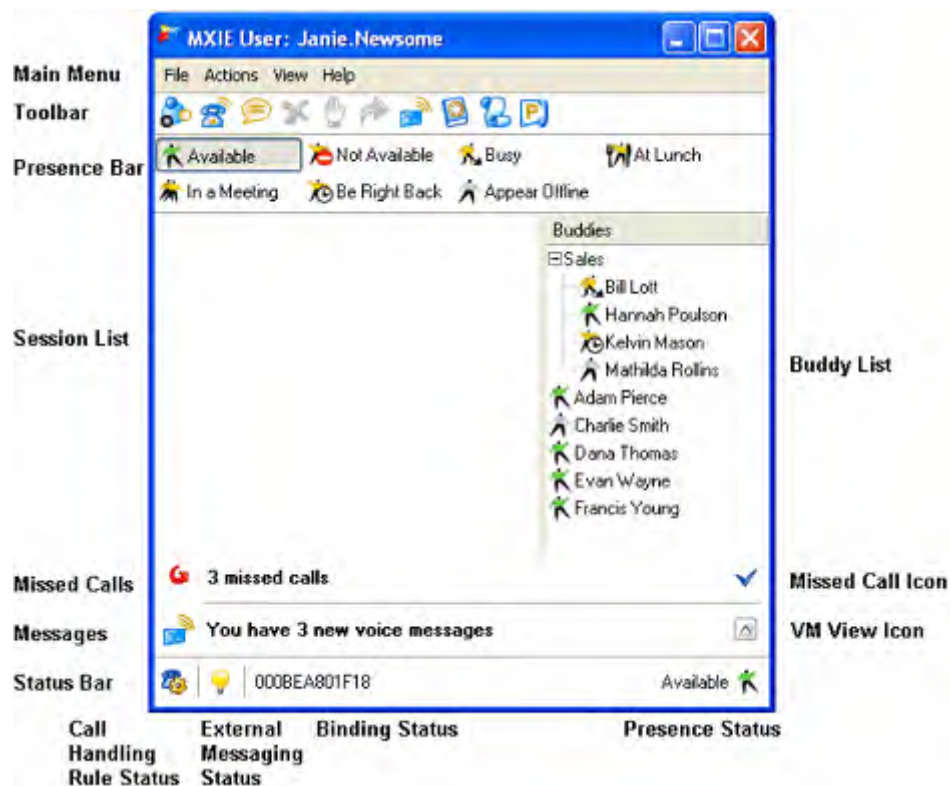 MXIE User: Janie.Newsome
Main Menu
File Actions View Help
Toolbar
Presence Bar
Available Not Available Busy At Lunch
In a Meeting Be Right Back Appear Offline
Buddies
Sales
Bill Lott
Hannah Poulson
Session List
Kelvin Mason
Mathilda Rollins
Buddy List
Adam Pierce
Charlie Smith
Dana Thomas
Evan Wayne
Francis Young
Missed Calls
3 missed calls
Missed Call Icon
Messages
You have 3 new voice messages
VM View Icon
Status Bar
000BEA801F18
Available
Call Handling Rule Status
External Messaging Status
Binding Status
Presence Status